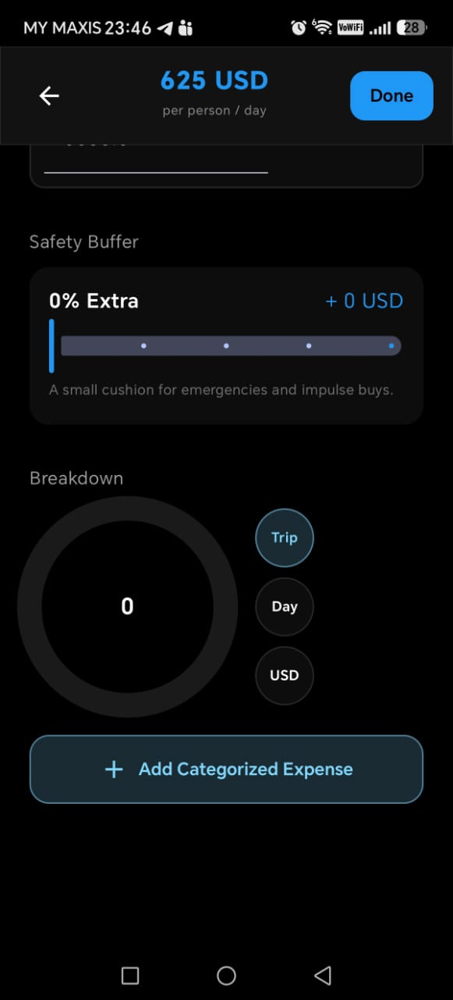 MY MAXIS 23:46
6
VoWiFi
28
625 USD
per person / day
Done
Safety Buffer
0% Extra
+ 0 USD
A small cushion for emergencies and impulse buys.
Breakdown
0
Trip
Day
USD
+ Add Categorized Expense